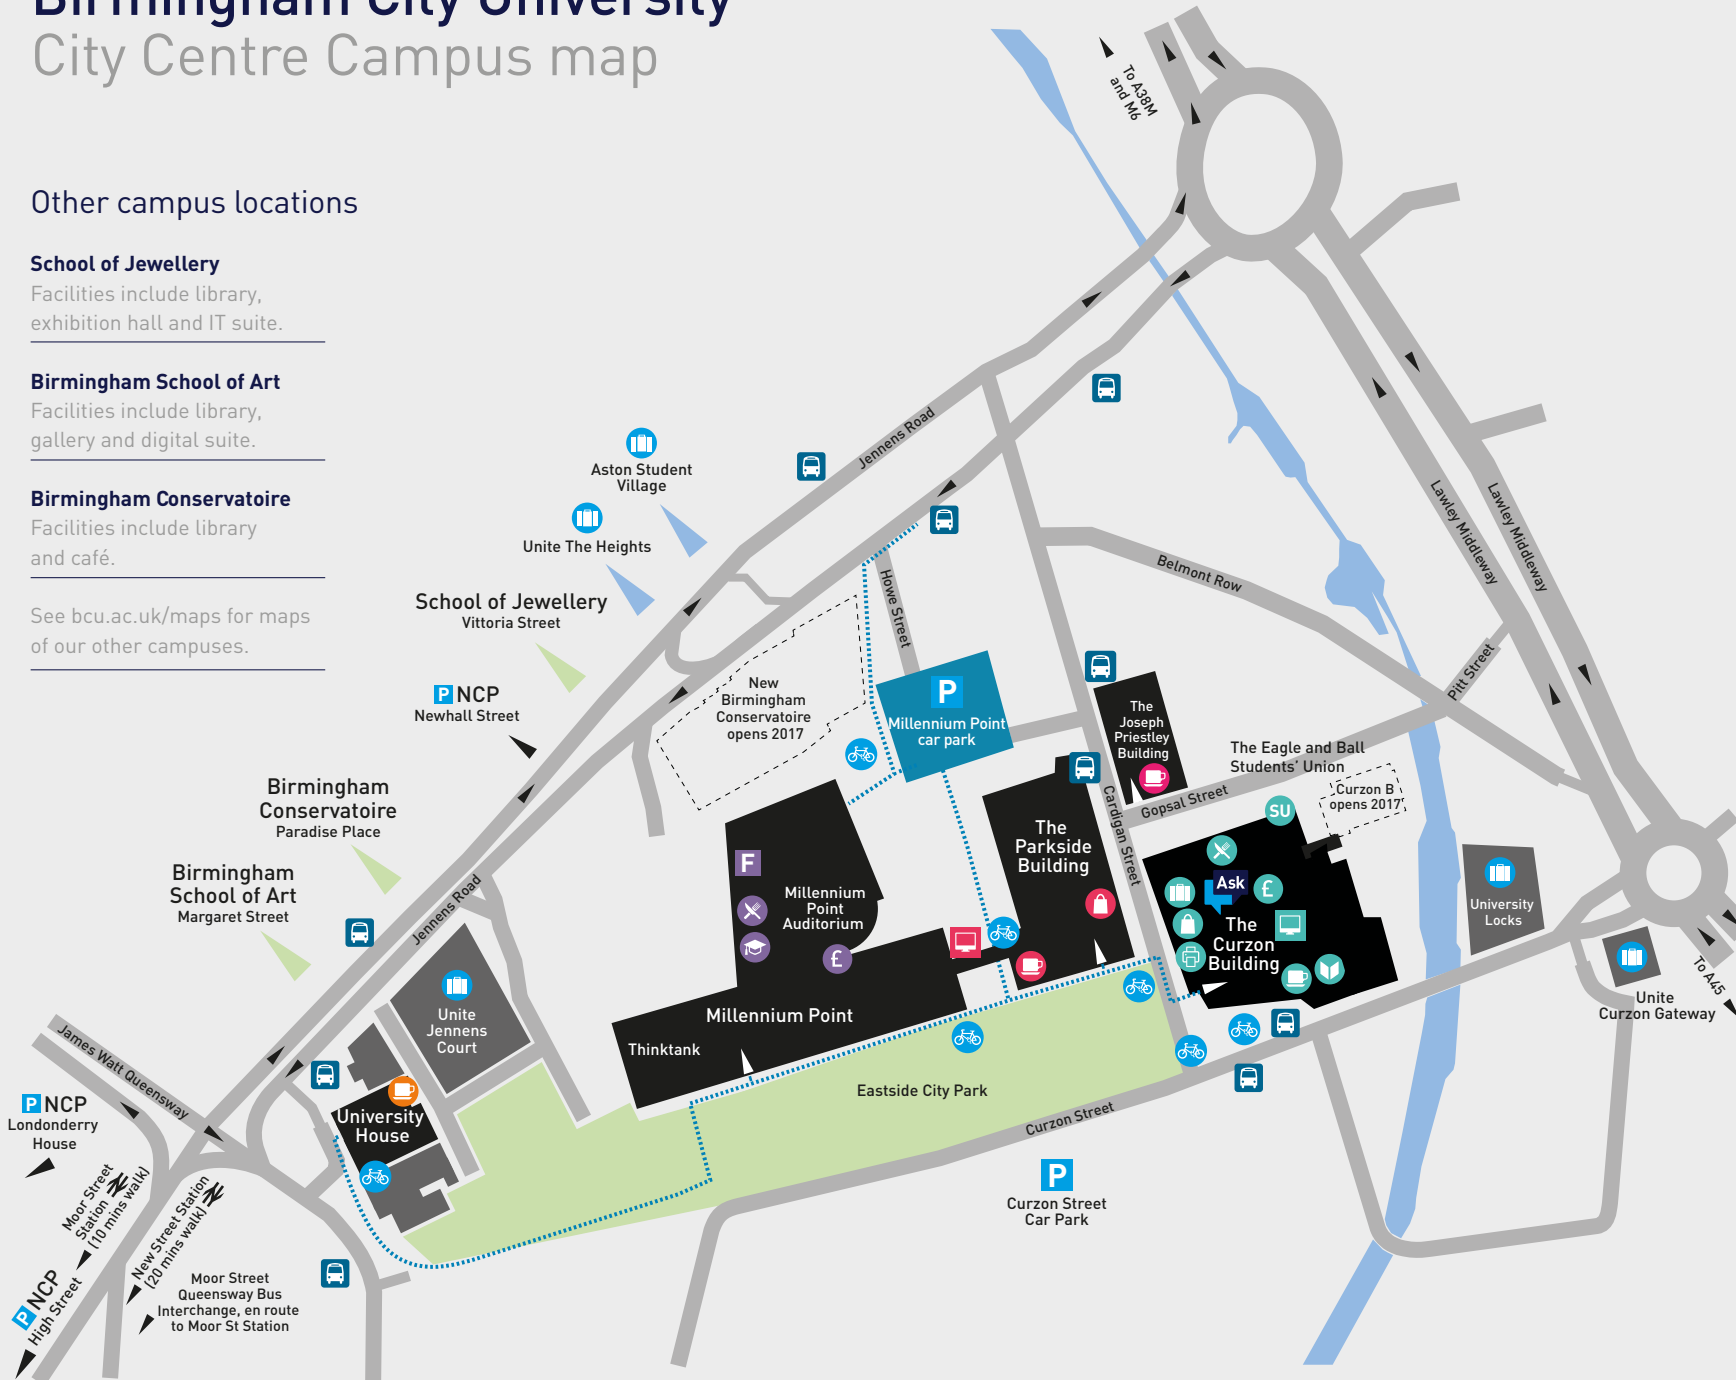 Birmingham City University
City Centre Campus map
Other campus locations
School of Jewellery
Facilities include library,
exhibition hall and IT suite.
Birmingham School of Art
Facilities include library,
gallery and digital suite.
Birmingham Conservatoire
Facilities include library
and café.
See bcu.ac.uk/maps for maps
of our other campuses.
To A38M
and M6
Jennens Road
Aston Student
Village
Unite The Heights
School of Jewellery
Vittoria Street
P NCP
Newhall Street
Birmingham
Conservatoire
Paradise Place
Birmingham
School of Art
Margaret Street
Jennens Road
Lawley Middleway
Lawley Middleway
Belmont Row
Pitt Street
Howe Street
New
Birmingham
Conservatoire
opens 2017
P
Millennium Point
car park
The
Joseph
Priestley
Building
Gopsal Street
Cardigan Street
The Eagle and Ball
Students' Union
Curzon B
opens 2017
SU
Ask
£
The
Curzon
Building
The
Parkside
Building
F
Millennium
Point
Auditorium
£
Millennium Point
Thinktank
University
Locks
Unite
Curzon Gateway
To A45
Eastside City Park
Curzon Street
P
Curzon Street
Car Park
Unite
Jennens
Court
University
House
James Watt Queensway
P NCP
Londonderry
House
Moor Street
Station
(10 mins walk)
New Street Station
(20 mins walk)
P NCP
High Street
Moor Street
Queensway Bus
Interchange, en route
to Moor St Station